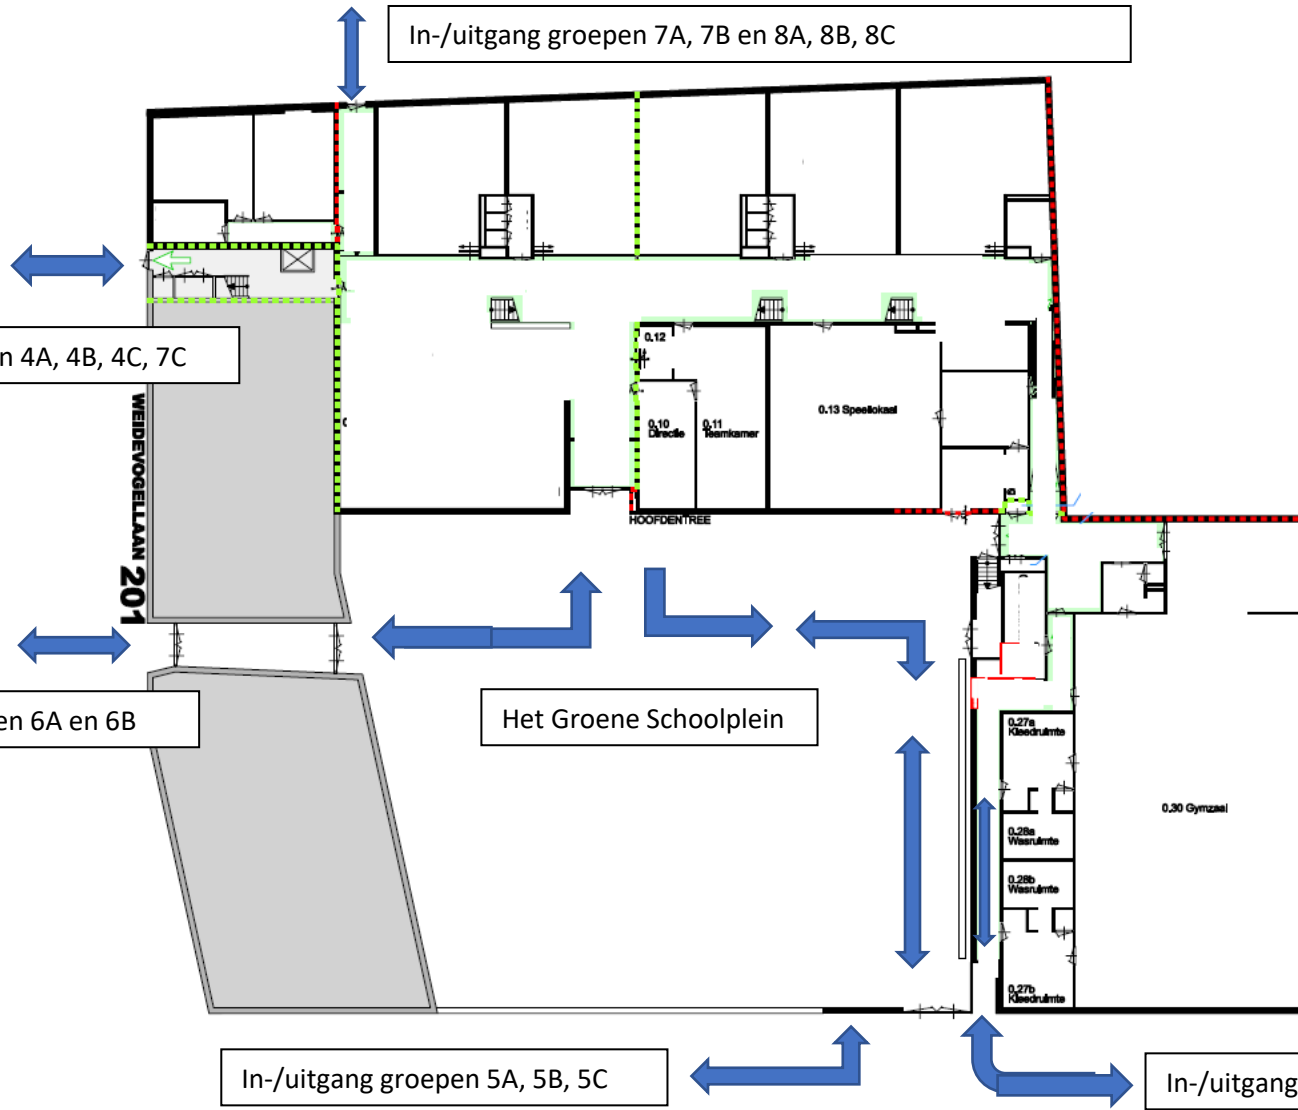 In-/uitgang groepen 7A, 7B en 8A, 8B, 8C
0.12
n 4A, 4B, 4C, 7C
WEIDEVOGELLAAN 201
0.10
Directie
0.11
Teamkamer
0.13 Speellokaal
HOOFDENTREE
en 6A en 6B
Het Groene Schoolplein
0.27a
Kleedruimte
0.30 Gymzaal
0.28a
Wasruimte
0.28b
Wasruimte
0.27b
Kleedruimte
In-/uitgang groepen 5A, 5B, 5C
In-/uitgang